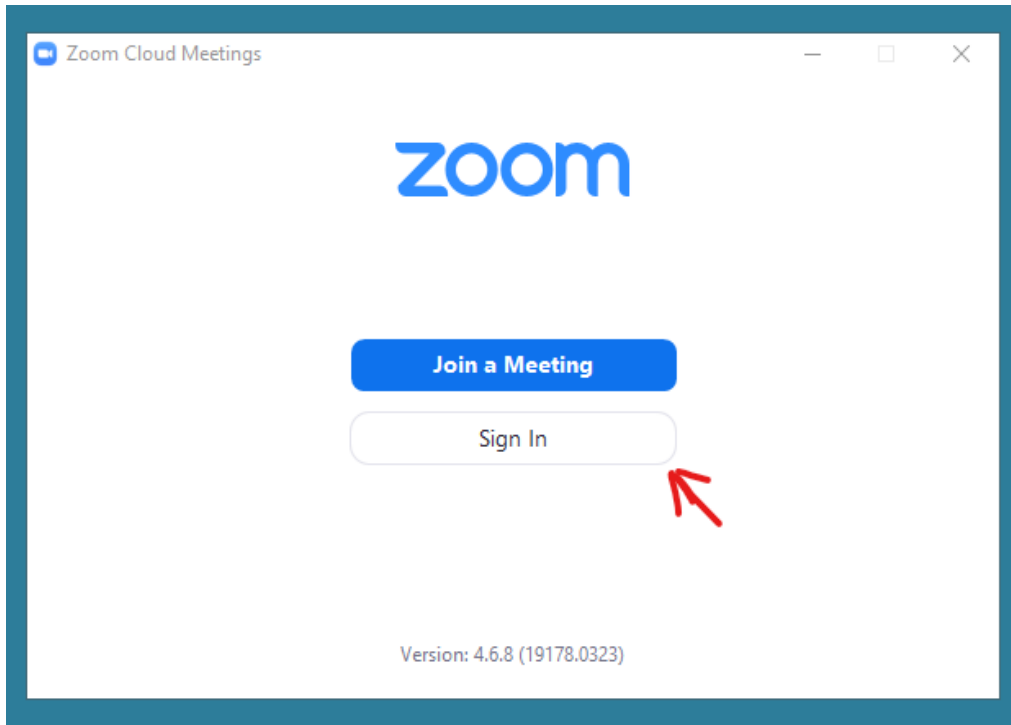 Zoom Cloud Meetings
zoom
Join a Meeting
Sign In
Version: 4.6.8 (19178.0323)